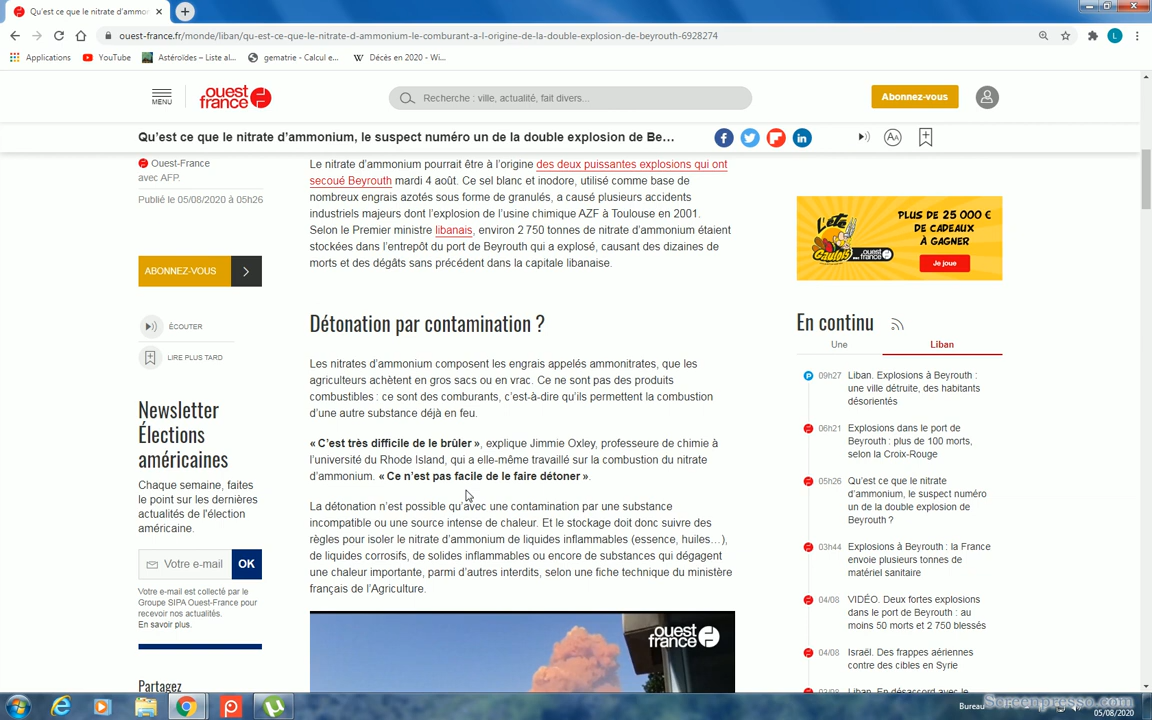 Qu'est ce que le nitrate d'ammo
ouest-france.fr/monde/liban/qu-est-ce-que-le-nitrate-d-ammonium-le-comburant-a-l-origine-de-la-double-explosion-de-beyrouth-6928274
L
Applications
YouTube
Astéroïdes – Liste al...
gematrie - Calcul e...
W Décès en 2020 - Wi...
MENU
ouest france
Recherche : ville, actualité, fait divers...
Abonnez-vous
Qu'est ce que le nitrate d'ammonium, le suspect numéro un de la double explosion de Be...
Ouest-France
avec AFP.
Publié le 05/08/2020 à 05h26
ABONNEZ-VOUS
ÉCOUTER
LIRE PLUS TARD
Newsletter
Élections
américaines
Chaque semaine, faites
le point sur les dernières
actualités de l'élection
américaine.
Votre e-mail
OK
Votre e-mail est collecté par le
Groupe SIPA Ouest-France pour
recevoir nos actualités.
En savoir plus.
Partagez
Le nitrate d'ammonium pourrait être à l'origine des deux puissantes explosions qui ont
secoué Beyrouth mardi 4 août. Ce sel blanc et inodore, utilisé comme base de
nombreux engrais azotés sous forme de granulés, a causé plusieurs accidents
industriels majeurs dont l'explosion de l'usine chimique AZF à Toulouse en 2001.
Selon le Premier ministre libanais, environ 2 750 tonnes de nitrate d'ammonium étaient
stockées dans l'entrepôt du port de Beyrouth qui a explosé, causant des dizaines de
morts et des dégâts sans précédent dans la capitale libanaise.
Détonation par contamination ?
Les nitrates d'ammonium composent les engrais appelés ammonitrates, que les
agriculteurs achètent en gros sacs ou en vrac. Ce ne sont pas des produits
combustibles : ce sont des comburants, c'est-à-dire qu'ils permettent la combustion
d'une autre substance déjà en feu.
« C'est très difficile de le brûler », explique Jimmie Oxley, professeure de chimie à
l'université du Rhode Island, qui a elle-même travaillé sur la combustion du nitrate
d'ammonium. « Ce n'est pas facile de le faire détoner ».
La détonation n'est possible qu'avec une contamination par une substance
incompatible ou une source intense de chaleur. Et le stockage doit donc suivre des
règles pour isoler le nitrate d'ammonium de liquides inflammables (essence, huiles…),
de liquides corrosifs, de solides inflammables ou encore de substances qui dégagent
une chaleur importante, parmi d'autres interdits, selon une fiche technique du ministère
français de l'Agriculture.
ouest france
L'ÉTÉ Gaulois
ouest france
PLUS DE 25 000 €
DE CADEAUX
À GAGNER
Je joue
En continu
Une
Liban
09h27 Liban. Explosions à Beyrouth :
une ville détruite, des habitants
désorientés
06h21 Explosions dans le port de
Beyrouth : plus de 100 morts,
selon la Croix-Rouge
05h26 Qu'est ce que le nitrate
d'ammonium, le suspect numéro
un de la double explosion de
Beyrouth ?
03h44 Explosions à Beyrouth : la France
envoie plusieurs tonnes de
matériel sanitaire
04/08 VIDÉO. Deux fortes explosions
dans le port de Beyrouth : au
moins 50 morts et 2 750 blessés
04/08 Israël. Des frappes aériennes
contre des cibles en Syrie
03/08 Liban. En désaccord avec le
Screenpresso.com
Bureau
05/08/2020